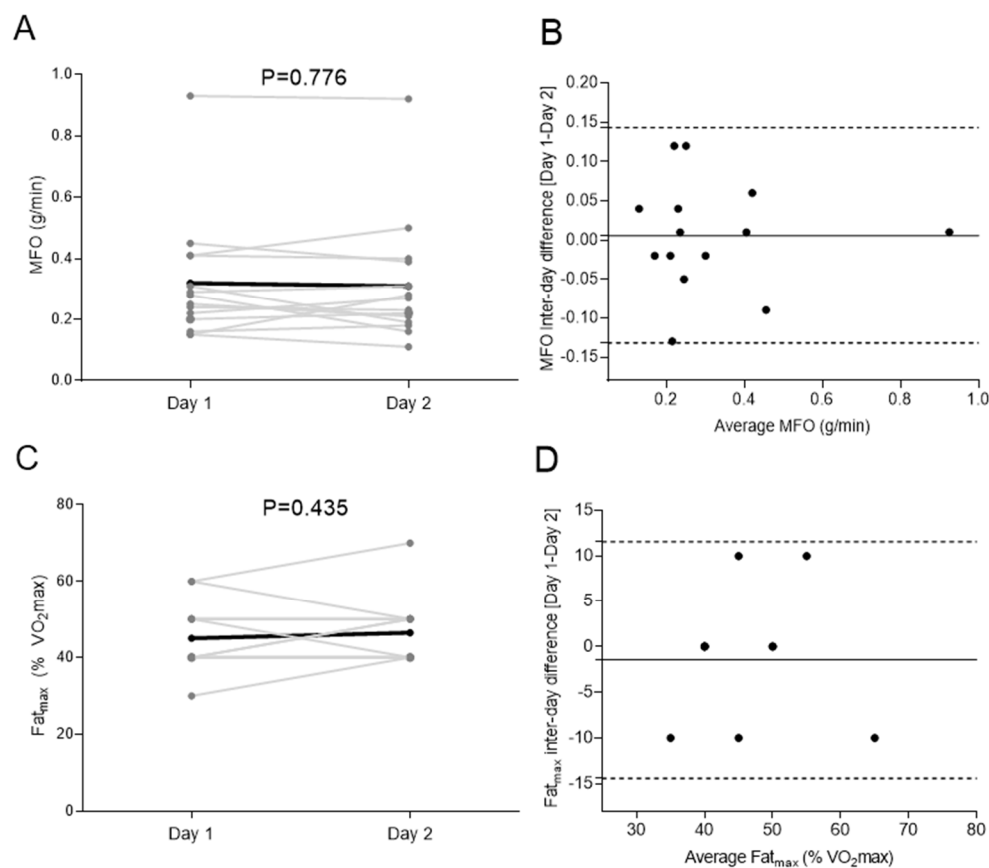 A
P=0.776
MFO (g/min)
1.0
0.8
0.6
0.4
0.2
0.0
Day 1
Day 2
B
MFO Inter-day difference [Day 1-Day 2]
0.20
0.15
0.10
0.05
0.00
-0.05
-0.10
-0.15
0.2
0.4
0.6
0.8
1.0
Average MFO (g/min)
C
P=0.435
Fatmax (% VO2max)
80
60
40
20
0
Day 1
Day 2
D
Fatmax inter-day difference [Day 1-Day 2]
15
10
5
0
-5
-10
-15
30
40
50
60
70
80
Average Fatmax (% VO2max)